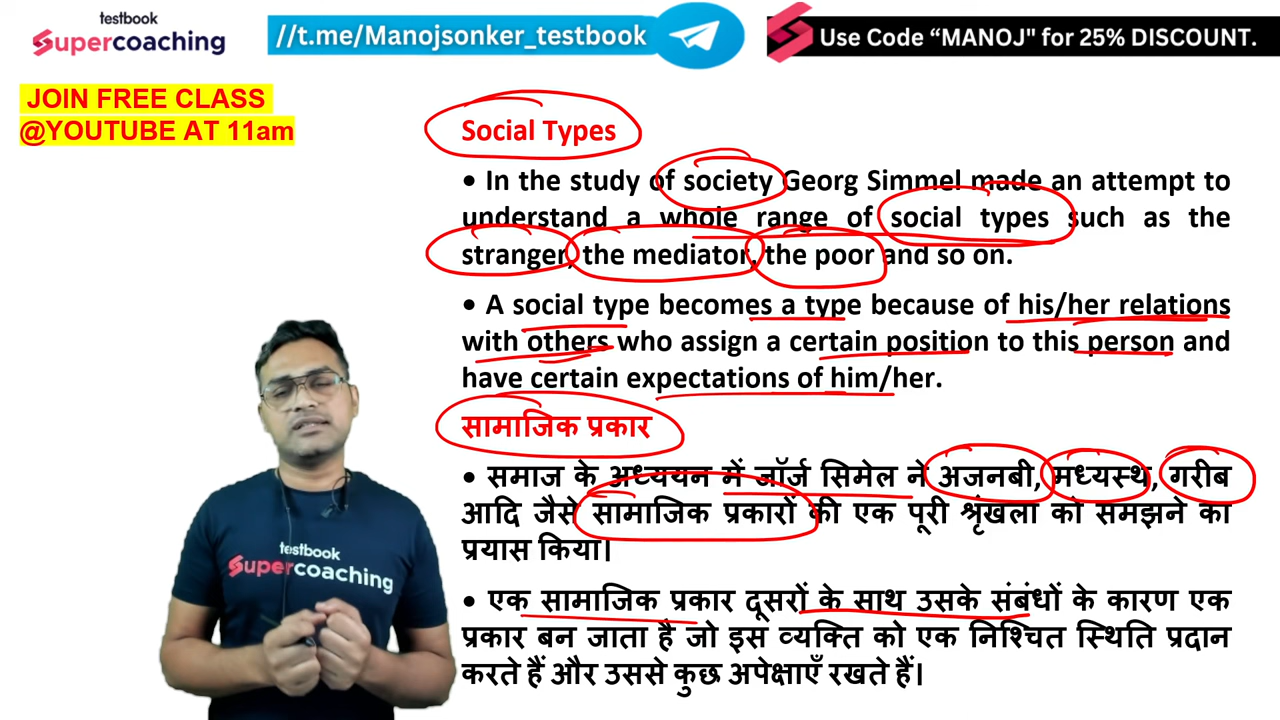 testbook
Supercoaching
//t.me/Manojsonker_testbook
Use Code “MANOJ" for 25% DISCOUNT.
JOIN FREE CLASS
@YOUTUBE AT 11am
Social Types
• In the study of society Georg Simmel made an attempt to
understand a whole range of social types such as the
stranger, the mediator, the poor and so on.
• A social type becomes a type because of his/her relations
with others who assign a certain position to this person and
have certain expectations of him/her.
सामाजिक प्रकार
• समाज के अध्ययन में जॉर्ज सिमेल ने अजनबी, मध्यस्थ, गरीब
आदि जैसे सामाजिक प्रकारों की एक पूरी श्रृंखला को समझने का
प्रयास किया।
• एक सामाजिक प्रकार दूसरों के साथ उसके संबंधों के कारण एक
प्रकार बन जाता है जो इस व्यक्ति को एक निश्चित स्थिति प्रदान
करते हैं और उससे कुछ अपेक्षाएँ रखते हैं।
testbook
Supercoaching